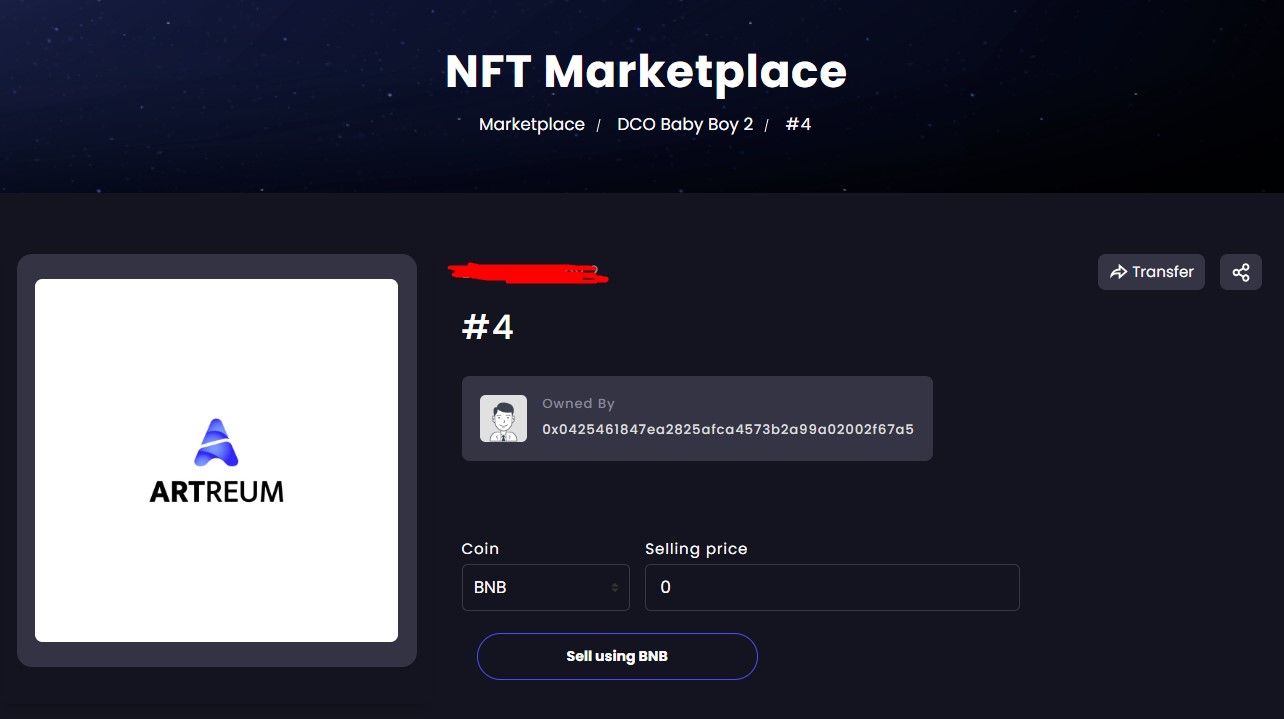 NFT Marketplace
Marketplace / DCO Baby Boy 2 / #4
Transfer
#4
Owned By
0x0425461847ea2825afca4573b2a99a02002f67a5
ARTREUM
Coin
Selling price
BNB
0
Sell using BNB